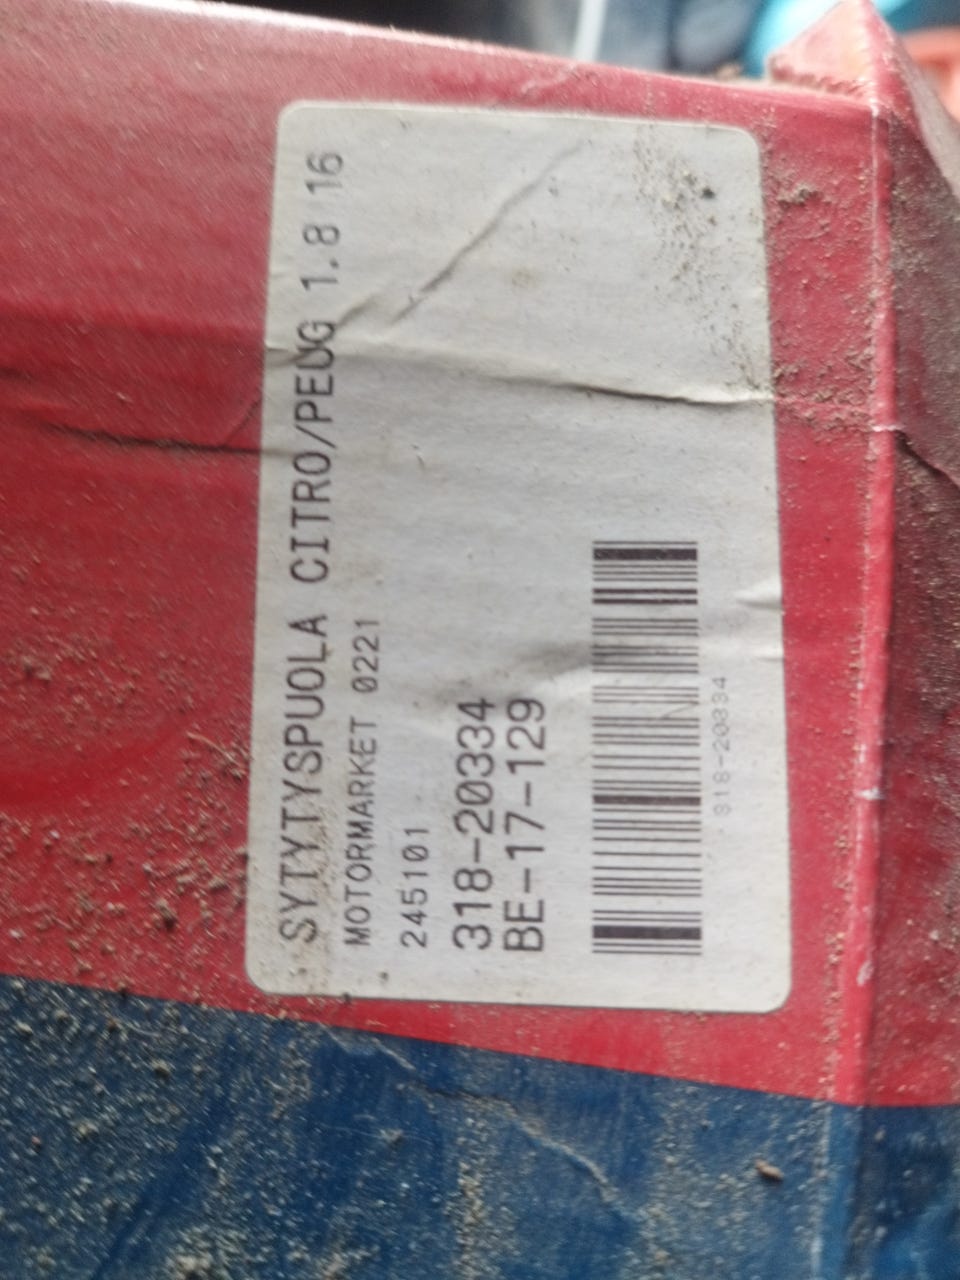 SYTYTYSPUOLA CITRO/PEUG 1.8 16
MOTORMARKET 0221
245101
318-20334
BE-17-129
318-20334